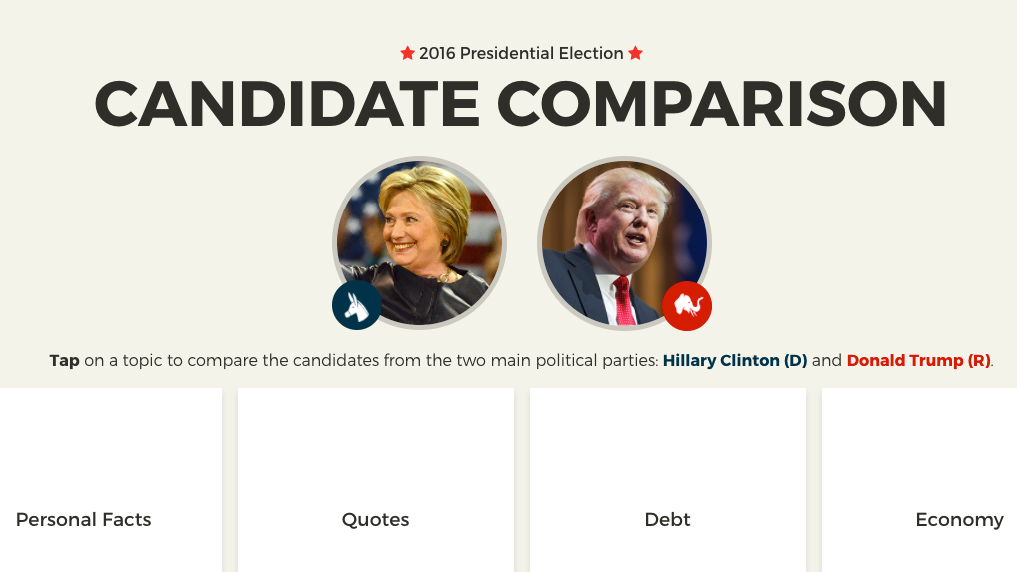 2016 Presidential Election
CANDIDATE COMPARISON
Tap on a topic to compare the candidates from the two main political parties: Hillary Clinton (D) and Donald Trump (R).
Personal Facts
Quotes
Debt
Economy